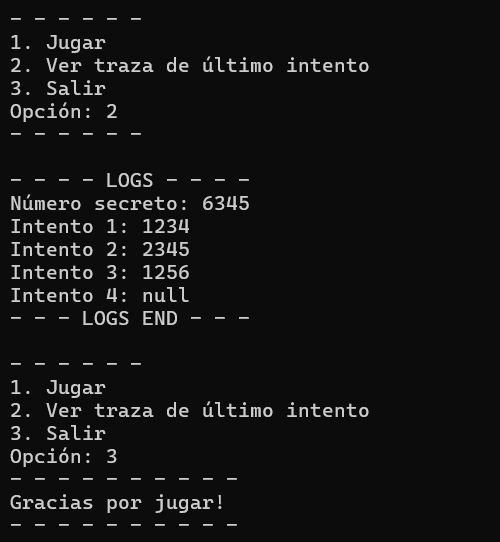 - - - - - -
1. Jugar
2. Ver traza de último intento
3. Salir
Opción: 2
- - - - - -
- - - - LOGS - - - -
Número secreto: 6345
Intento 1: 1234
Intento 2: 2345
Intento 3: 1256
Intento 4: null
- - - LOGS END - - -
- - - - - -
1. Jugar
2. Ver traza de último intento
3. Salir
Opción: 3
- - - - - - - - - -
Gracias por jugar!
- - - - - - - - - -